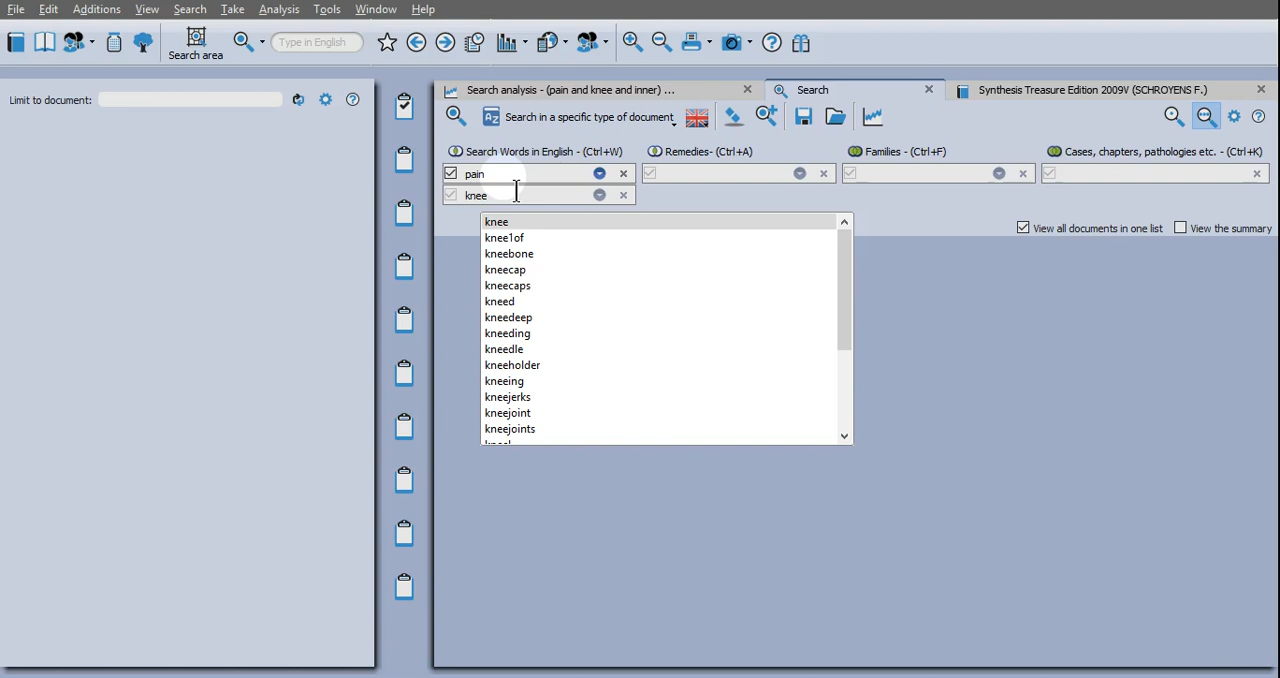 File Edit Additions View Search Take Analysis Tools Window Help
Search area
Type in English
Limit to document:
Search analysis - (pain and knee and inner) ...
Search
Synthesis Treasure Edition 2009V (SCHROYENS F.)
AZ Search in a specific type of document
Search Words in English - (Ctrl+W)
Remedies- (Ctrl+A)
Families - (Ctrl+F)
Cases, chapters, pathologies etc. - (Ctrl+K)
pain
knee
View all documents in one list
View the summary
knee
knee1of
kneebone
kneecap
kneecaps
kneed
kneedeep
kneeding
kneedle
kneeholder
kneeing
kneejerks
kneejoint
kneejoints